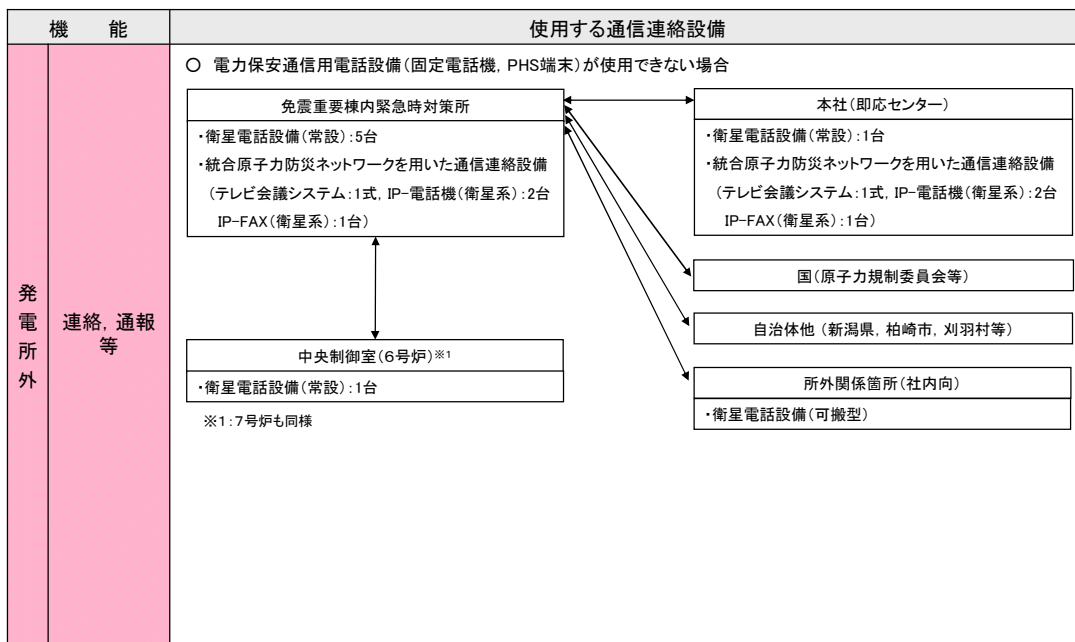 機　能
使用する通信連絡設備
発電所外
連絡, 通報
等
○ 電力保安通信用電話設備(固定電話機, PHS端末)が使用できない場合
免震重要棟内緊急時対策所
・衛星電話設備(常設):5台
・統合原子力防災ネットワークを用いた通信連絡設備
(テレビ会議システム:1式, IP-電話機(衛星系):2台
IP-FAX(衛星系):1台)
本社(即応センター)
・衛星電話設備(常設):1台
・統合原子力防災ネットワークを用いた通信連絡設備
(テレビ会議システム:1式, IP-電話機(衛星系):2台
IP-FAX(衛星系):1台)
国(原子力規制委員会等)
自治体他 (新潟県, 柏崎市, 刈羽村等)
中央制御室(6号炉)※1
・衛星電話設備(常設):1台
※1:7号炉も同様
所外関係箇所(社内向)
・衛星電話設備(可搬型)